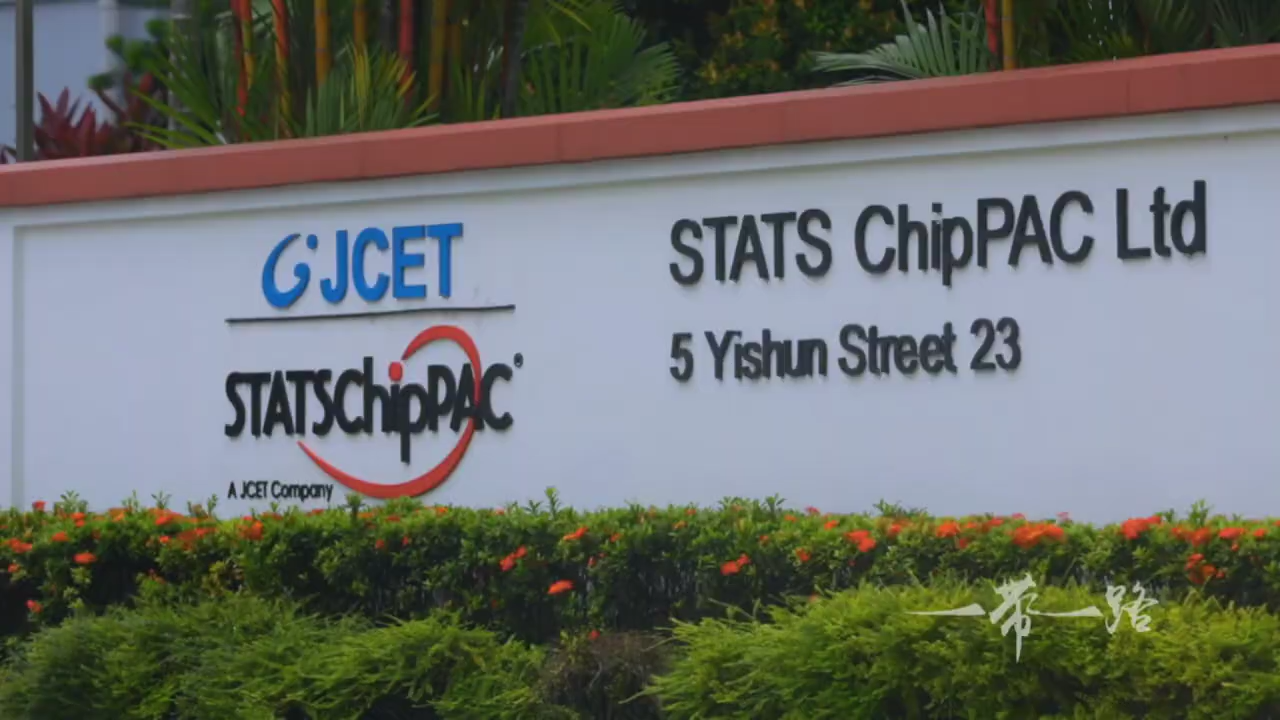 JCET
STATSChipPAC®
A JCET Company
STATS ChipPAC Ltd
5 Yishun Street 23
一带一路